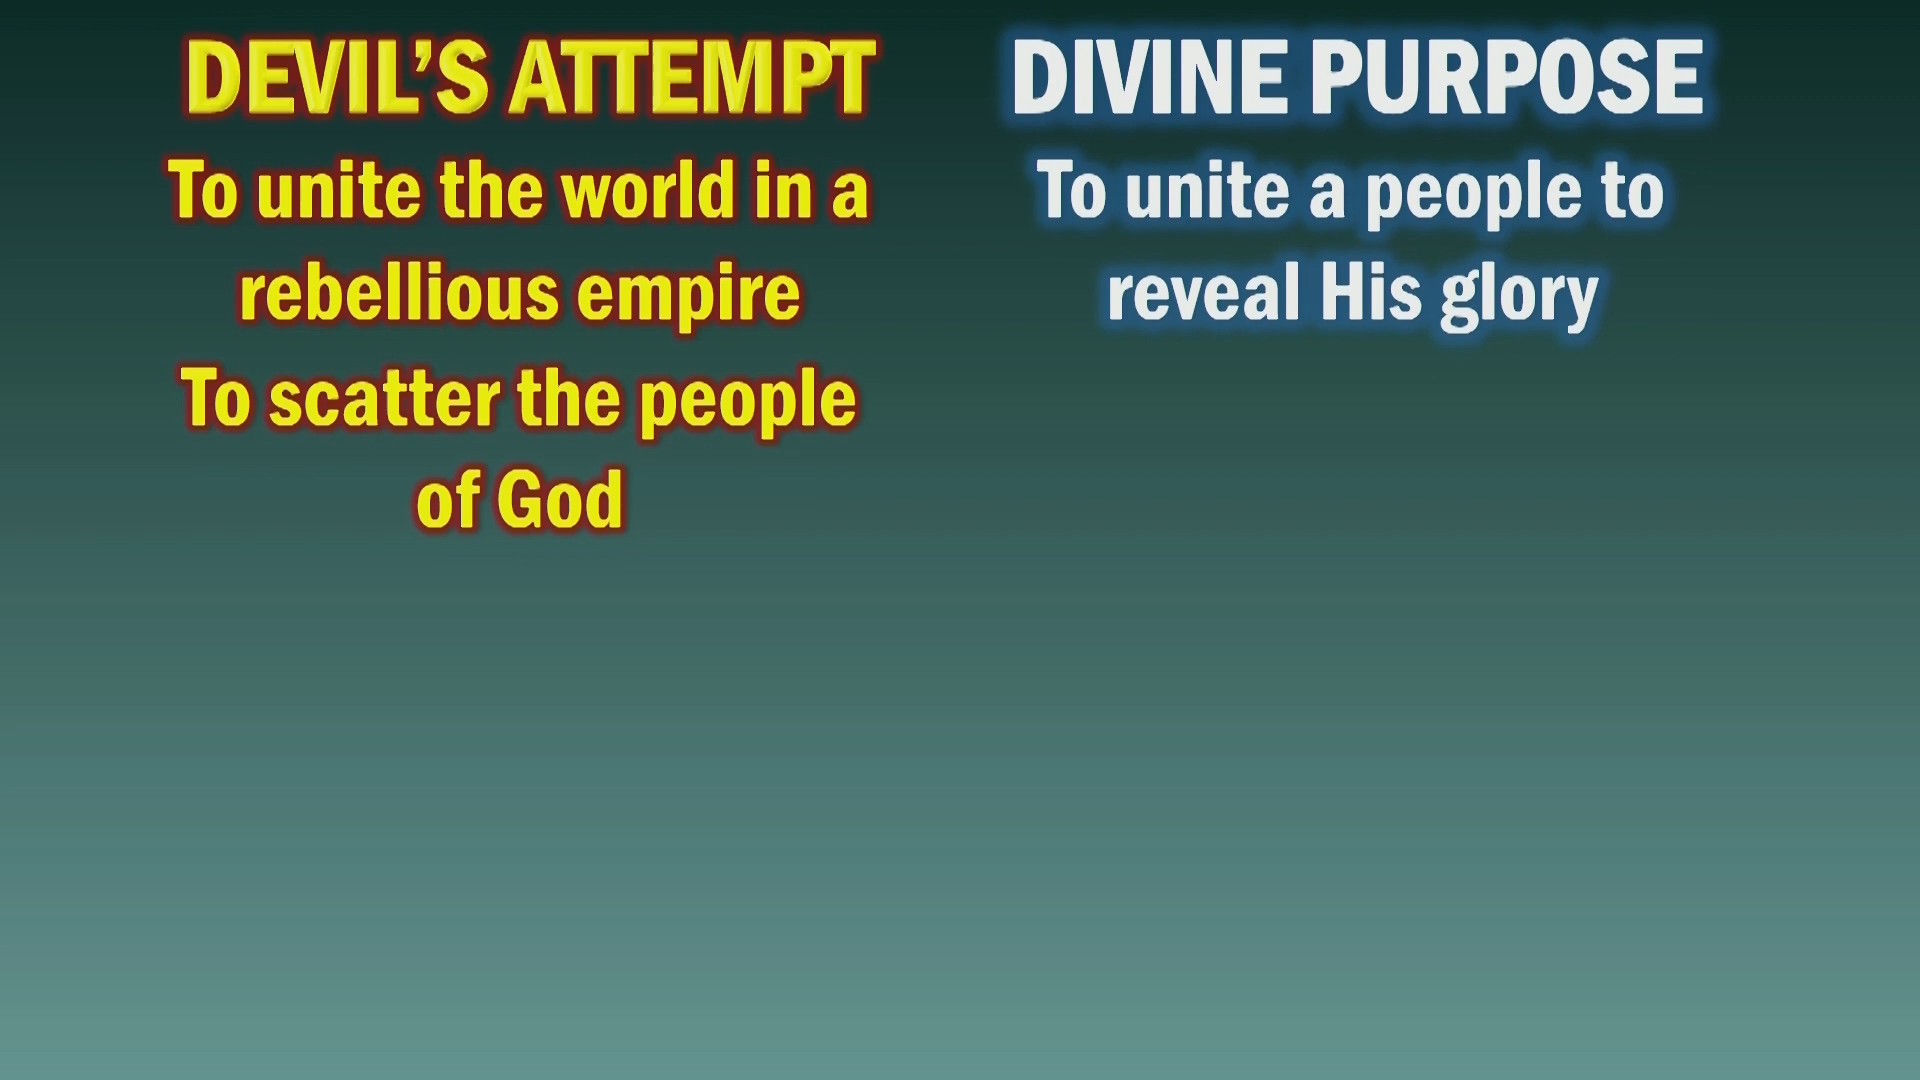 DEVIL’S ATTEMPT
To unite the world in a
rebellious empire
To scatter the people
of God
DIVINE PURPOSE
To unite a people to
reveal His glory